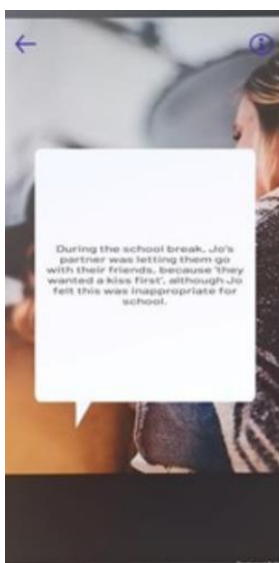 During the school break, Jo's
partner was letting them go
with their friends, because 'they
wanted a kiss first', although Jo
felt this was inappropriate for
school.